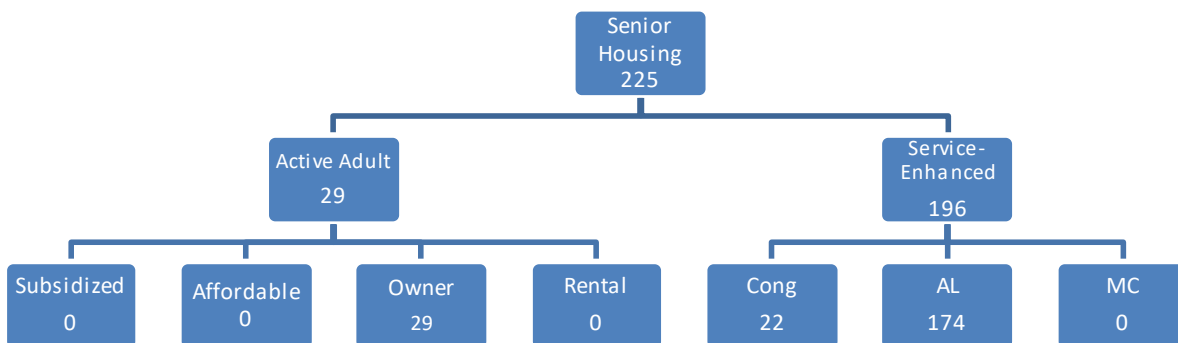 Senior
Housing
225
Active Adult
29
Service-
Enhanced
196
Subsidized
0
Affordable
0
Owner
29
Rental
0
Cong
22
AL
174
MC
0